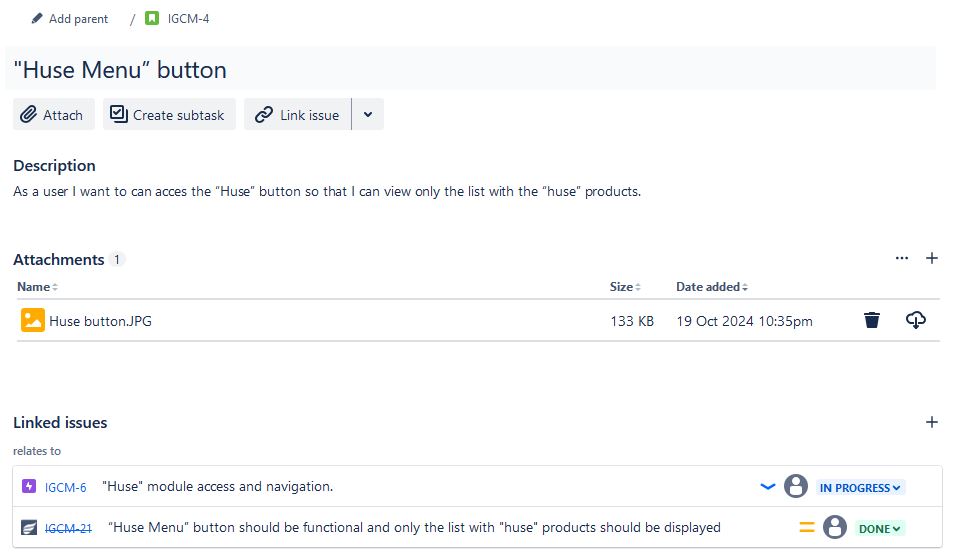 Add parent / IGCM-4
"Huse Menu” button
Attach Create subtask Link issue
Description
As a user I want to can acces the “Huse” button so that I can view only the list with the “huse” products.
Attachments 1
Name Size Date added
Huse button.JPG 133 KB 19 Oct 2024 10:35pm
Linked issues
relates to
IGCM-6 "Huse" module access and navigation. IN PROGRESS
IGCM-21 “Huse Menu” button should be functional and only the list with "huse" products should be displayed DONE